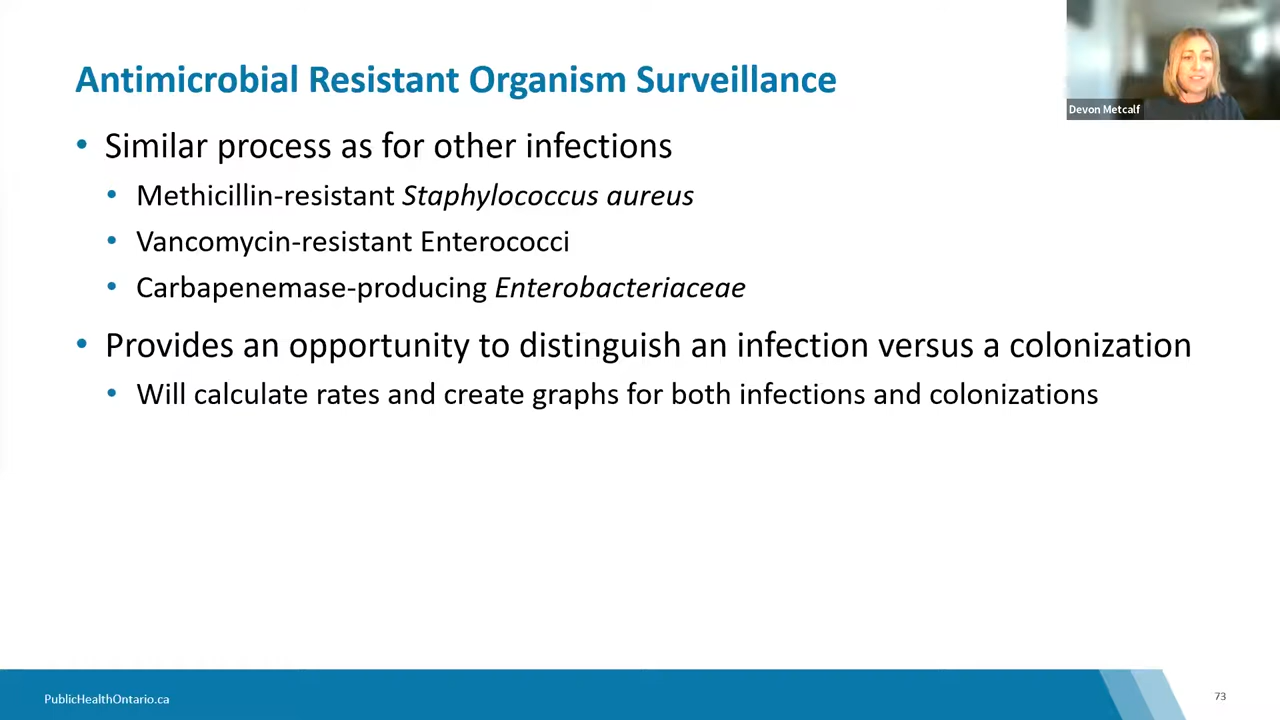 Antimicrobial Resistant Organism Surveillance
Devon Metcalf
• Similar process as for other infections
• Methicillin-resistant Staphylococcus aureus
• Vancomycin-resistant Enterococci
• Carbapenemase-producing Enterobacteriaceae
• Provides an opportunity to distinguish an infection versus a colonization
• Will calculate rates and create graphs for both infections and colonizations
PublicHealthOntario.ca
73